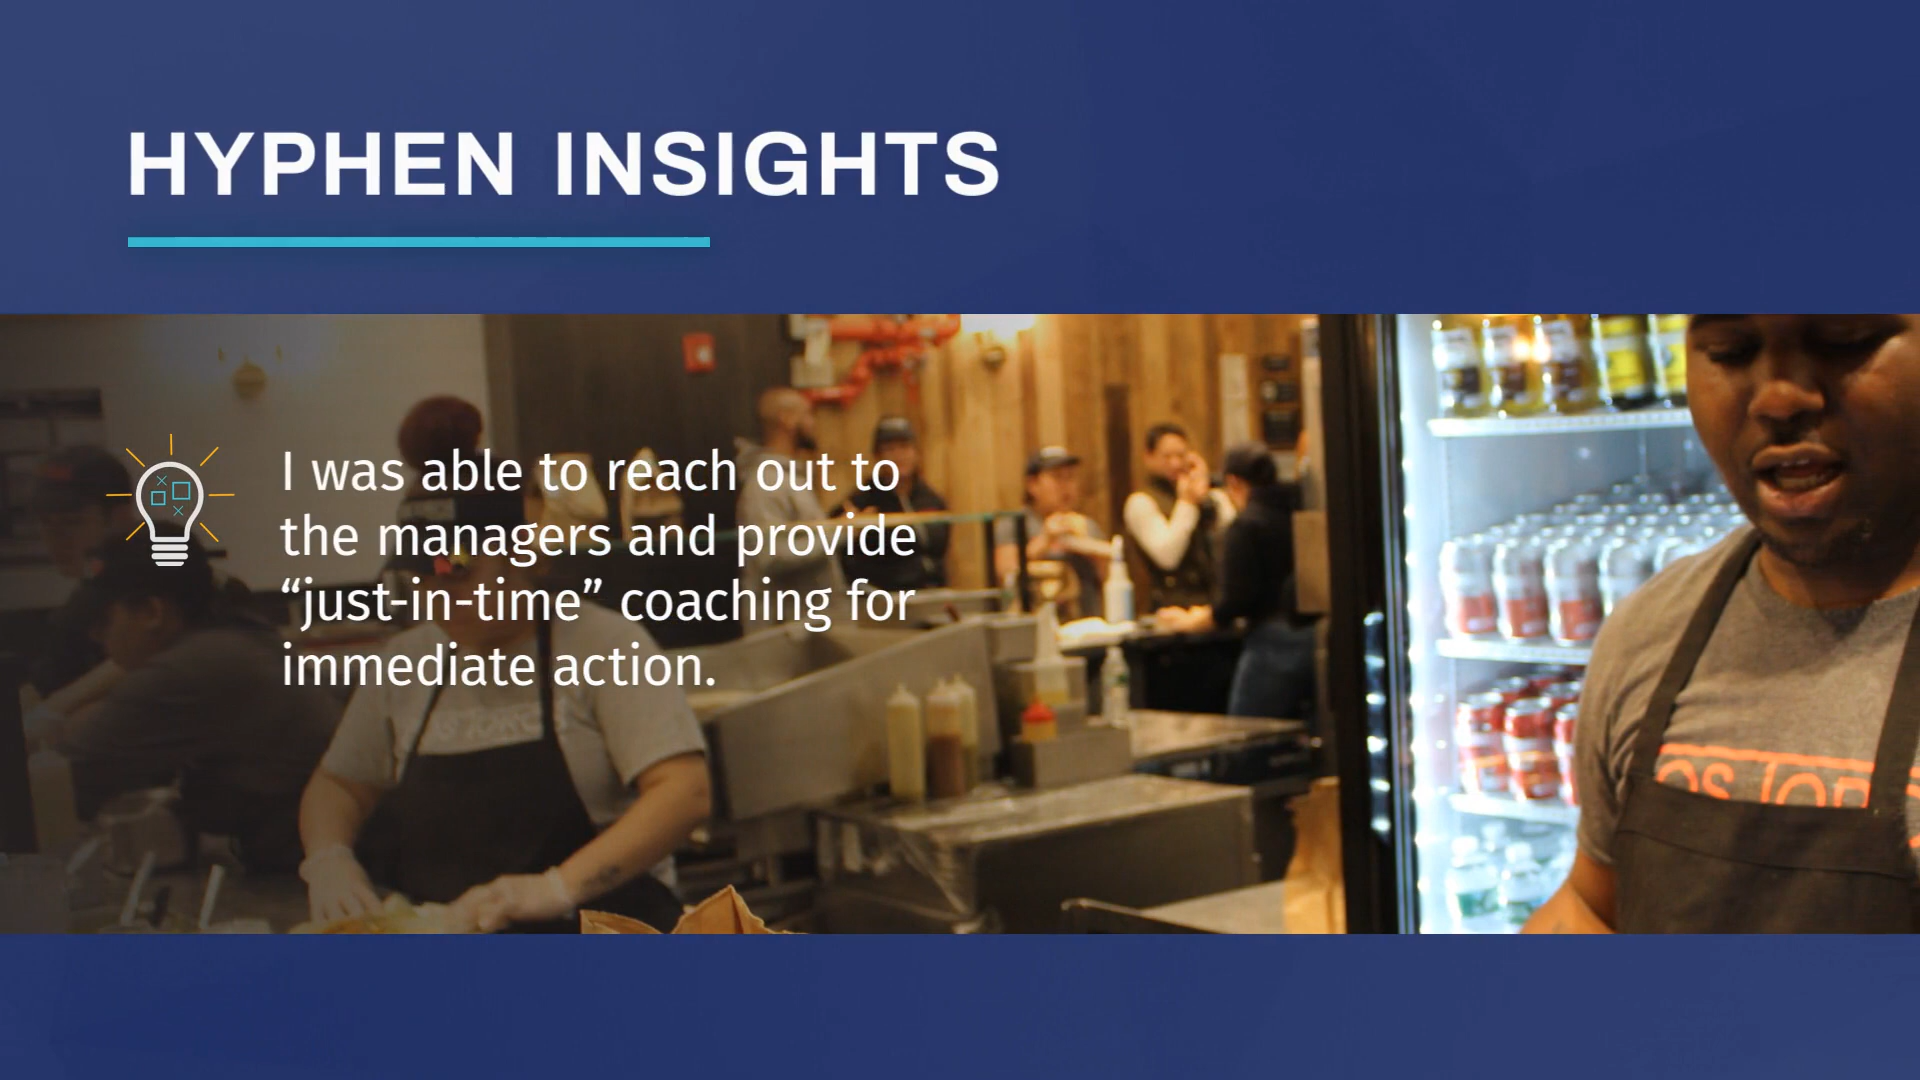 HYPHEN INSIGHTS
I was able to reach out to
the managers and provide
“just-in-time” coaching for
immediate action.